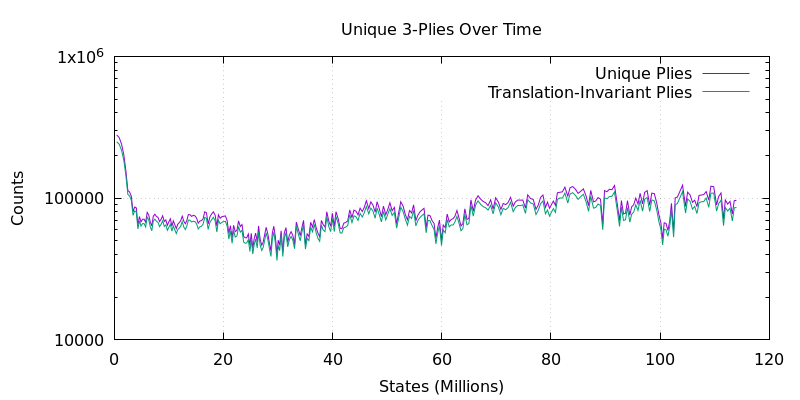 Unique 3-Plies Over Time
1x10^6
100000
10000
Counts
Unique Plies
Translation-Invariant Plies
0 20 40 60 80 100 120
States (Millions)